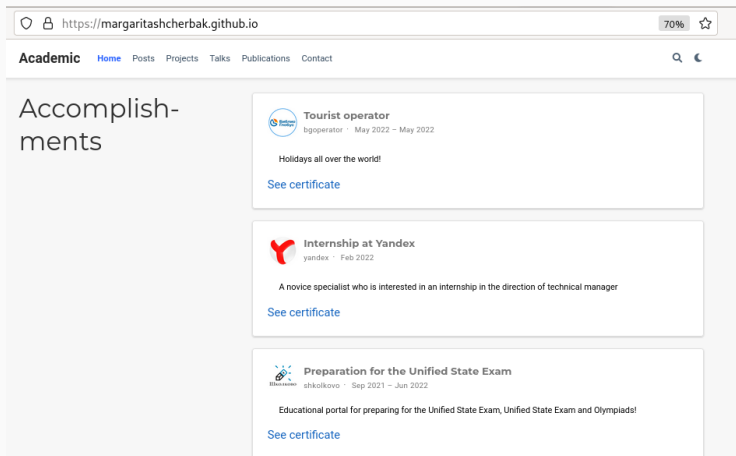 https://margaritashcherbak.github.io
70%
Academic Home Posts Projects Talks Publications Contact
Accomplish-
ments
Tourist operator
bgoperator · May 2022 – May 2022
Holidays all over the world!
See certificate
Internship at Yandex
yandex · Feb 2022
A novice specialist who is interested in an internship in the direction of technical manager
See certificate
Preparation for the Unified State Exam
shkolkovo · Sep 2021 – Jun 2022
Educational portal for preparing for the Unified State Exam, Unified State Exam and Olympiads!
See certificate